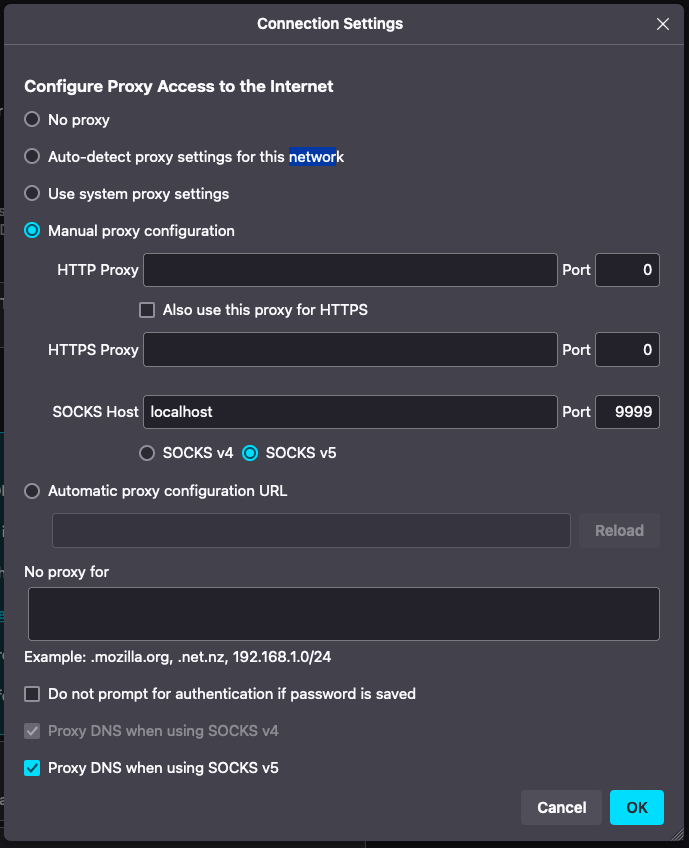 Connection Settings
Configure Proxy Access to the Internet
No proxy
Auto-detect proxy settings for this network
Use system proxy settings
Manual proxy configuration
HTTP Proxy Port 0
Also use this proxy for HTTPS
HTTPS Proxy Port 0
SOCKS Host localhost Port 9999
SOCKS v4 SOCKS v5
Automatic proxy configuration URL
Reload
No proxy for
Example: .mozilla.org, .net.nz, 192.168.1.0/24
Do not prompt for authentication if password is saved
Proxy DNS when using SOCKS v4
Proxy DNS when using SOCKS v5
Cancel OK